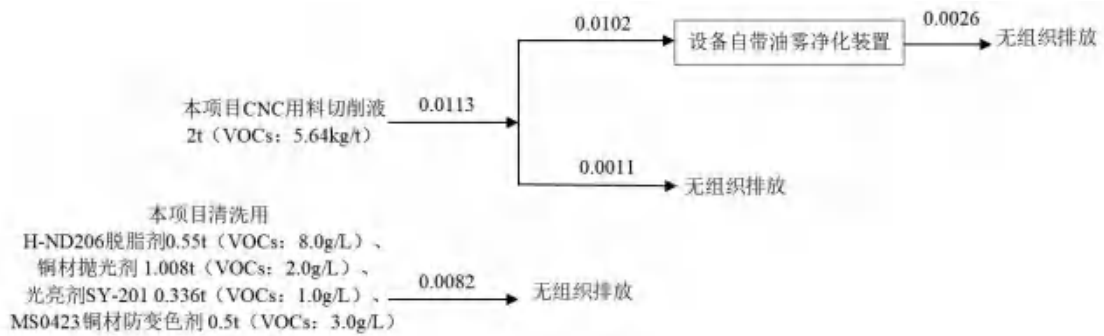 0.0102
设备自带油雾净化装置
0.0026
无组织排放
本项目CNC用料切削液
2t（VOCs：5.64kg/t）
0.0113
0.0011
无组织排放
本项目清洗用
H-ND206脱脂剂0.55t（VOCs：8.0g/L）、
铜材抛光剂 1.008t（VOCs：2.0g/L）、
光亮剂SY-201 0.336t（VOCs：1.0g/L）、
MS0423铜材防变色剂 0.5t（VOCs：3.0g/L）
0.0082
无组织排放